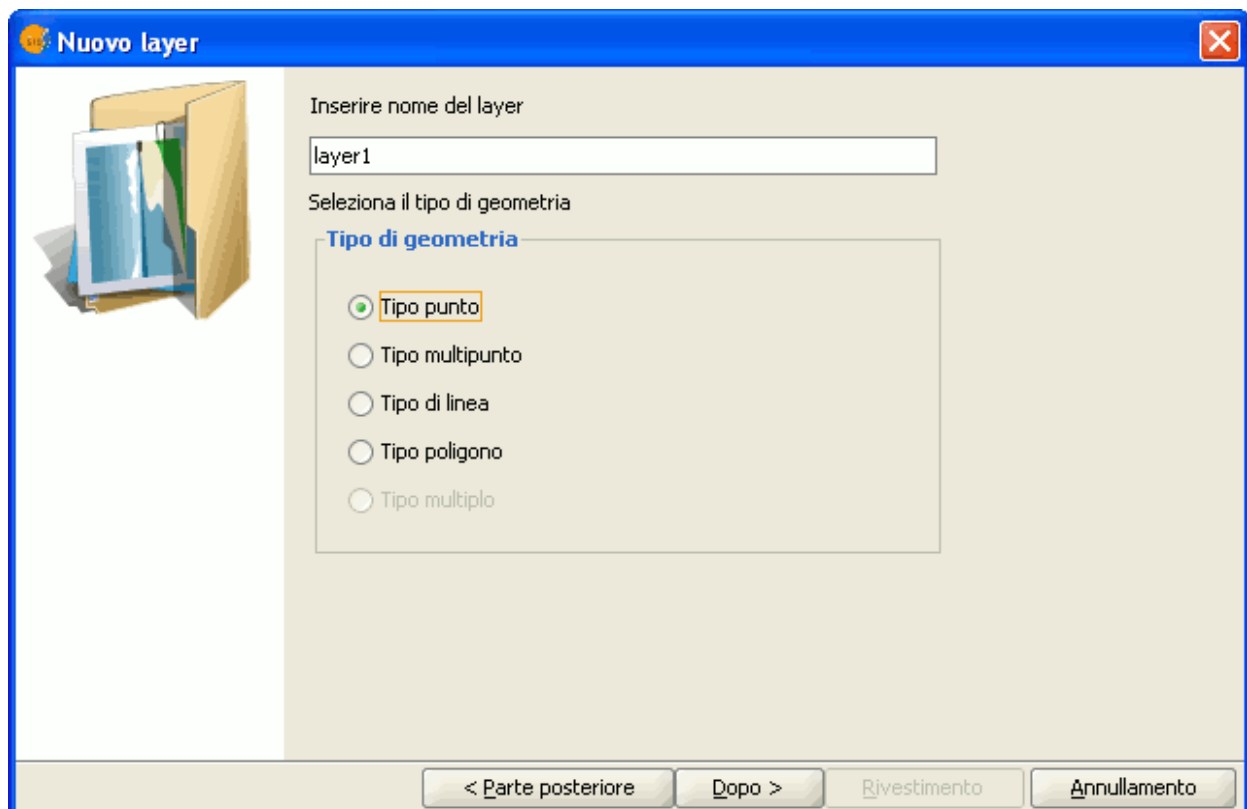 Nuovo layer
Inserire nome del layer
layer1
Seleziona il tipo di geometria
Tipo di geometria
Tipo punto
Tipo multipunto
Tipo di linea
Tipo poligono
Tipo multiplo
< Parte posteriore Dopo > Rivestimento Annullamento